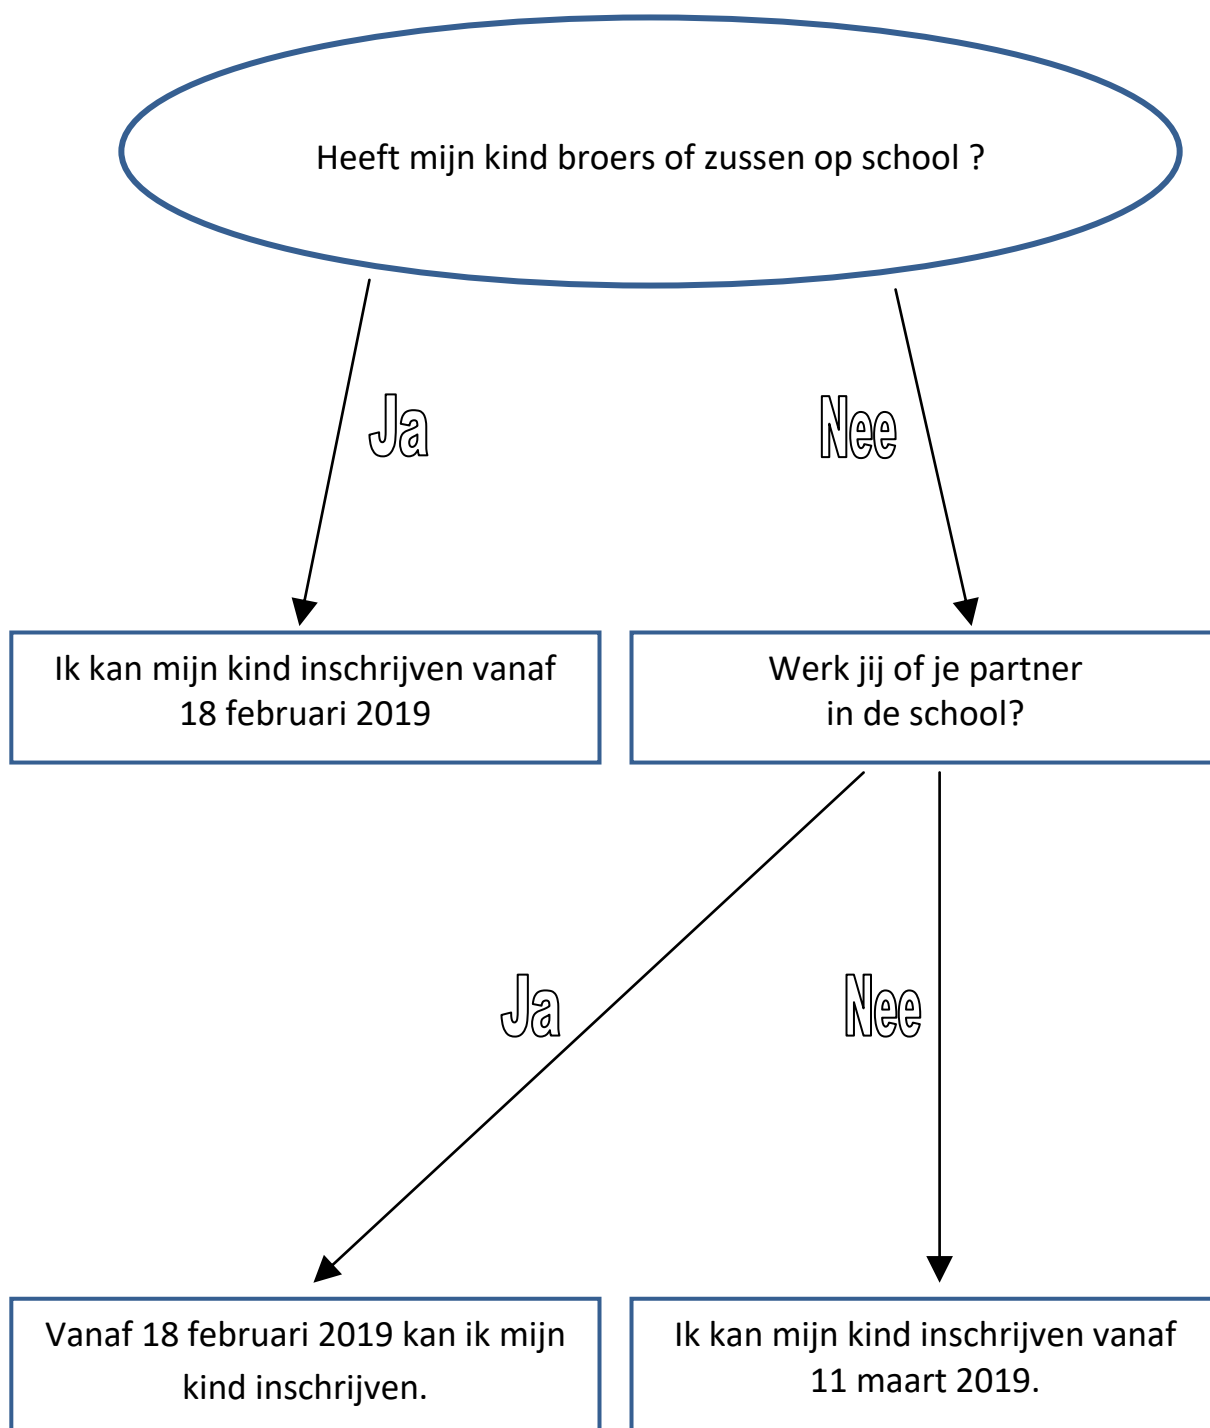 Heeft mijn kind broers of zussen op school ?
Ja
Nee
Ik kan mijn kind inschrijven vanaf
18 februari 2019
Werk jij of je partner
in de school?
Ja
Nee
Vanaf 18 februari 2019 kan ik mijn
kind inschrijven.
Ik kan mijn kind inschrijven vanaf
11 maart 2019.